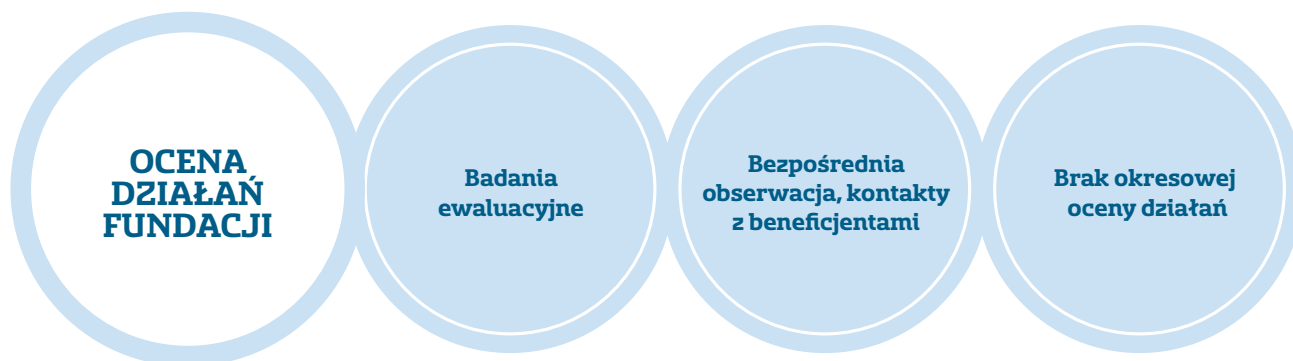 OCENA
DZIAŁAŃ
FUNDACJI
Badania
ewaluacyjne
Bezpośrednia
obserwacja, kontakty
z beneficjentami
Brak okresowej
oceny działań